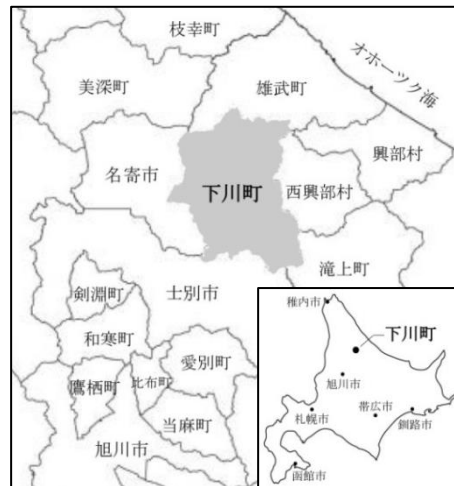 枝幸町
オホーツク海
美深町
雄武町
興部村
名寄市
下川町
西興部村
滝上町
士別市
剣淵町
和寒町
愛別町
比布町
鷹栖町
当麻町
旭川市
稚内市
下川町
旭川市
札幌市
帯広市
釧路市
函館市